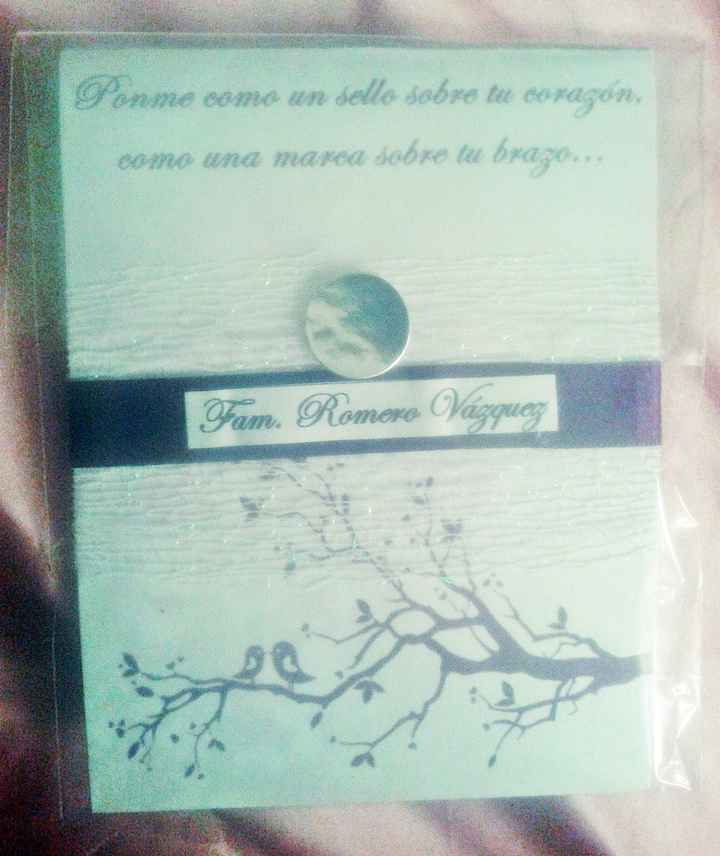 Ponme como un sello sobre tu corazón,
como una marca sobre tu brazo...
Fam. Romero Vázquez